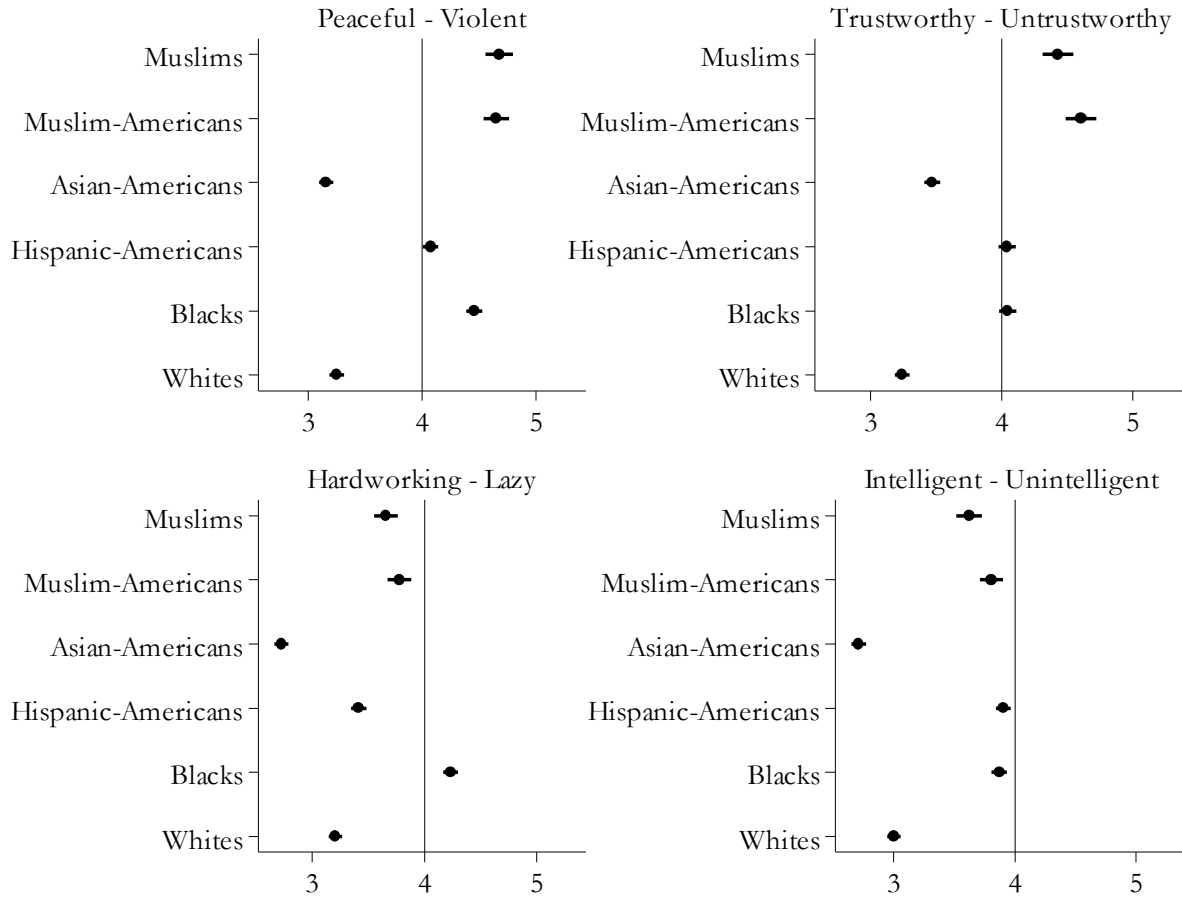 Peaceful - Violent
Muslims
Muslim-Americans
Asian-Americans
Hispanic-Americans
Blacks
Whites
3 4 5
Trustworthy - Untrustworthy
Muslims
Muslim-Americans
Asian-Americans
Hispanic-Americans
Blacks
Whites
3 4 5
Hardworking - Lazy
Muslims
Muslim-Americans
Asian-Americans
Hispanic-Americans
Blacks
Whites
3 4 5
Intelligent - Unintelligent
Muslims
Muslim-Americans
Asian-Americans
Hispanic-Americans
Blacks
Whites
3 4 5